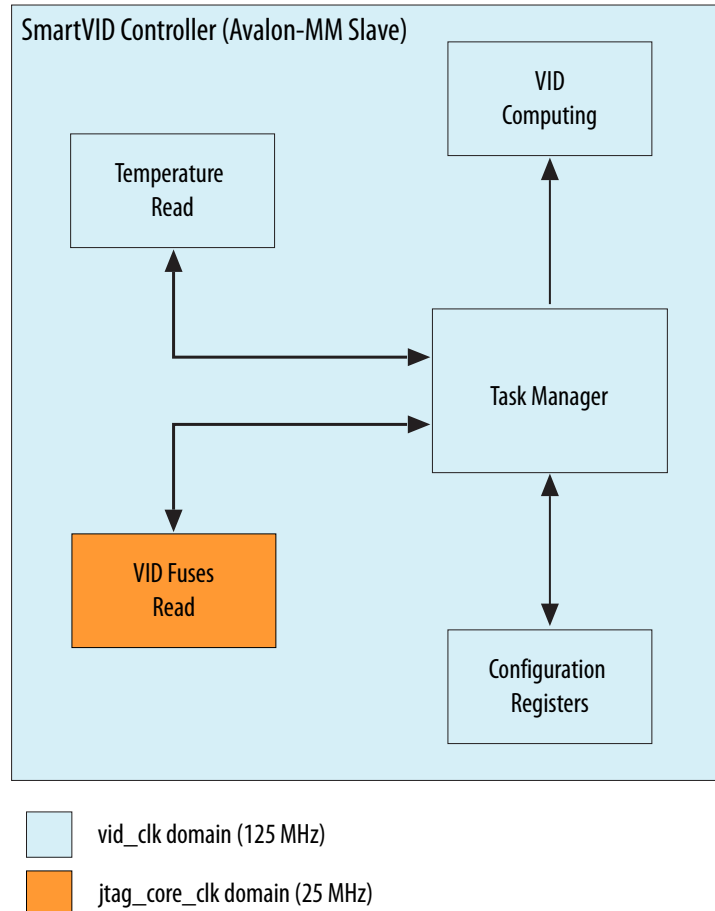 SmartVID Controller (Avalon-MM Slave)
VID
Computing
Temperature
Read
Task Manager
VID Fuses
Read
Configuration
Registers
vid_clk domain (125 MHz)
jtag_core_clk domain (25 MHz)